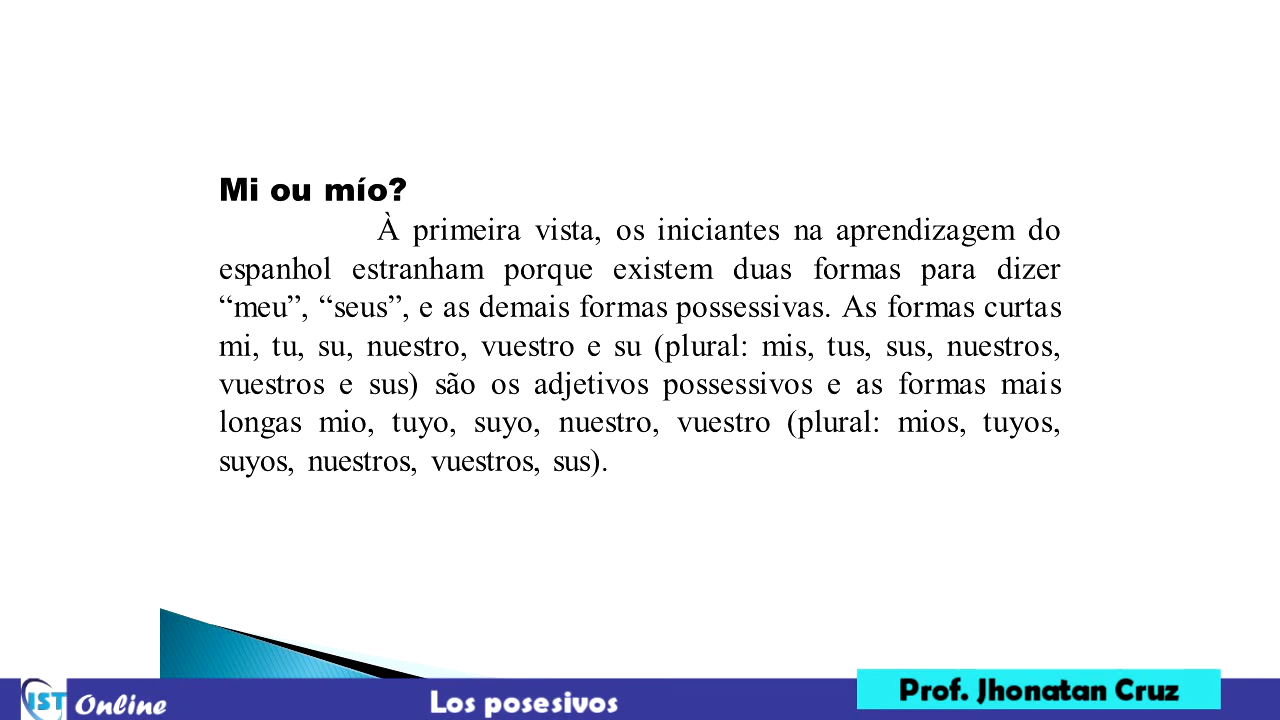 Mi ou mío?
À primeira vista, os iniciantes na aprendizagem do
espanhol estranham porque existem duas formas para dizer
“meu”, “seus”, e as demais formas possessivas. As formas curtas
mi, tu, su, nuestro, vuestro e su (plural: mis, tus, sus, nuestros,
vuestros e sus) são os adjetivos possessivos e as formas mais
longas mio, tuyo, suyo, nuestro, vuestro (plural: mios, tuyos,
suyos, nuestros, vuestros, sus).
IST Online
Los posesivos
Prof. Jhonatan Cruz